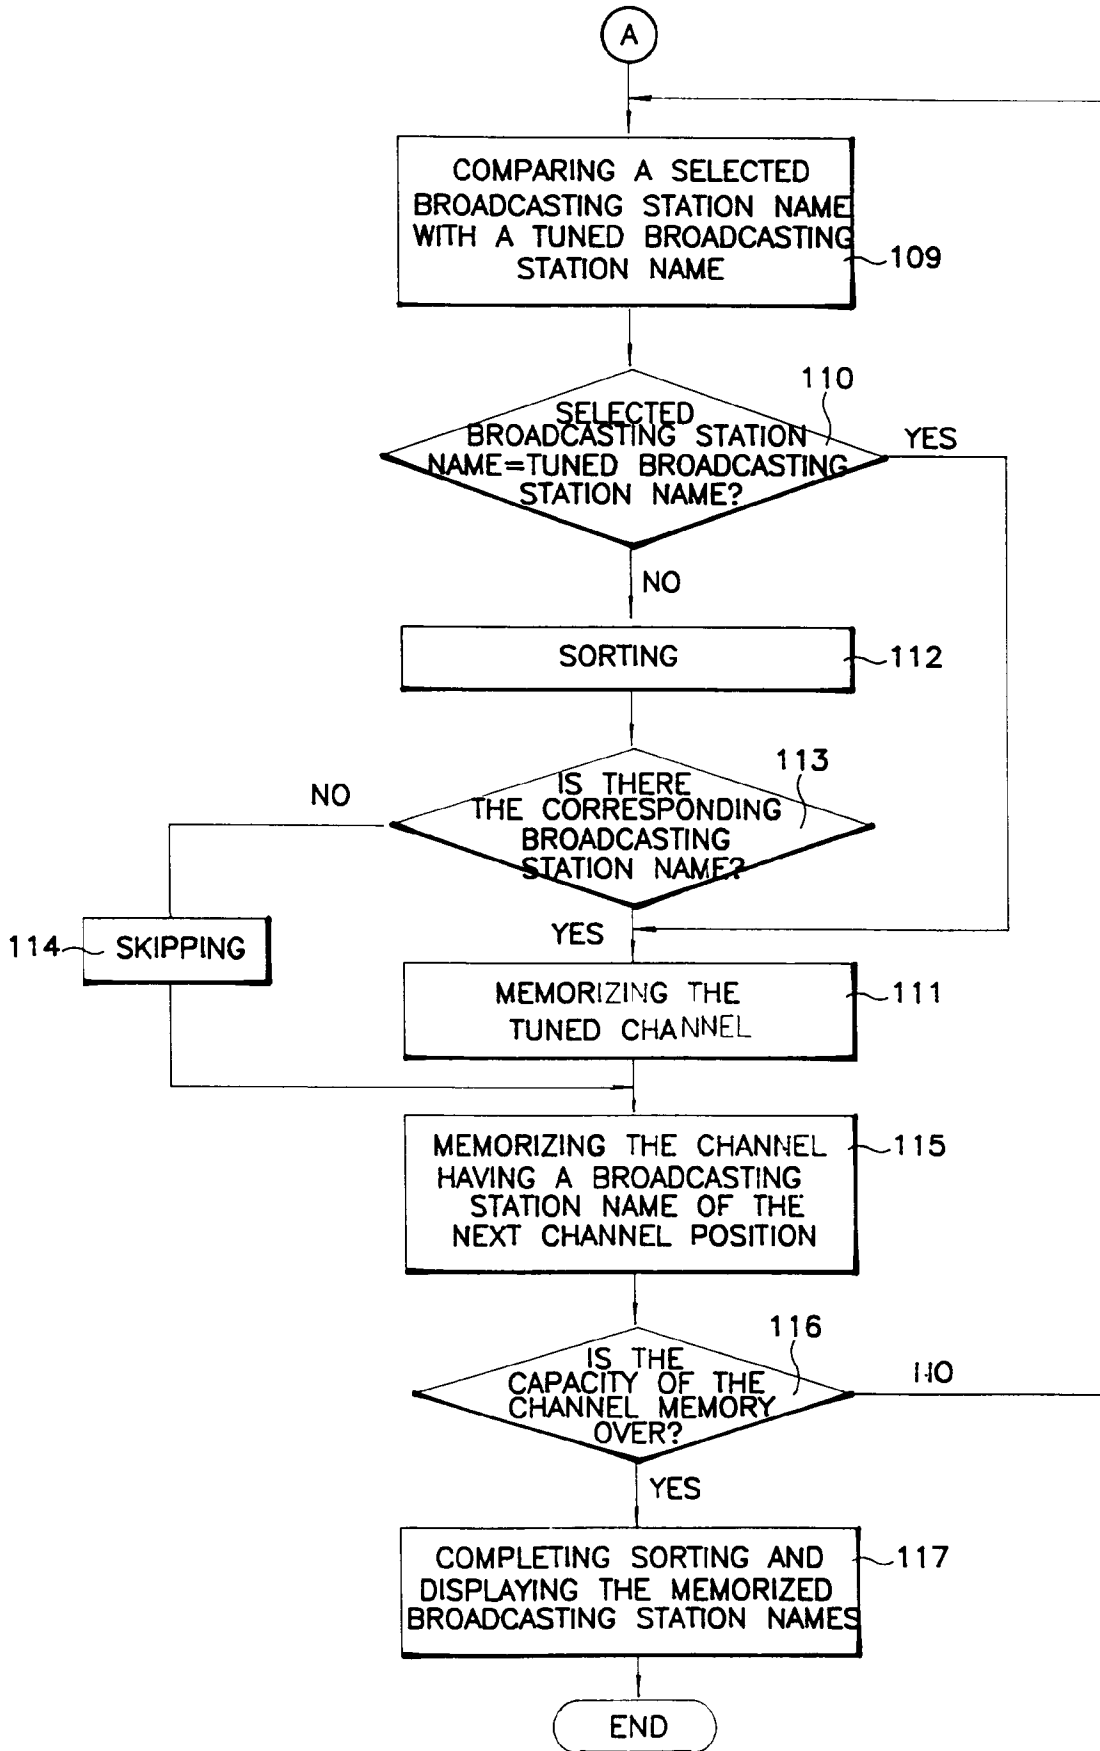 A
COMPARING A SELECTED
BROADCASTING STATION NAME
WITH A TUNED BROADCASTING
STATION NAME
109
110
SELECTED
BROADCASTING STATION
NAME=TUNED BROADCASTING
STATION NAME?
YES
NO
SORTING
112
113
IS THERE
THE CORRESPONDING
BROADCASTING
STATION NAME?
NO
YES
114
SKIPPING
MEMORIZING THE
TUNED CHANNEL
111
MEMORIZING THE CHANNEL
HAVING A BROADCASTING
STATION NAME OF THE
NEXT CHANNEL POSITION
115
116
IS THE
CAPACITY OF THE
CHANNEL MEMORY
OVER?
NO
YES
COMPLETING SORTING AND
DISPLAYING THE MEMORIZED
BROADCASTING STATION NAMES
117
END